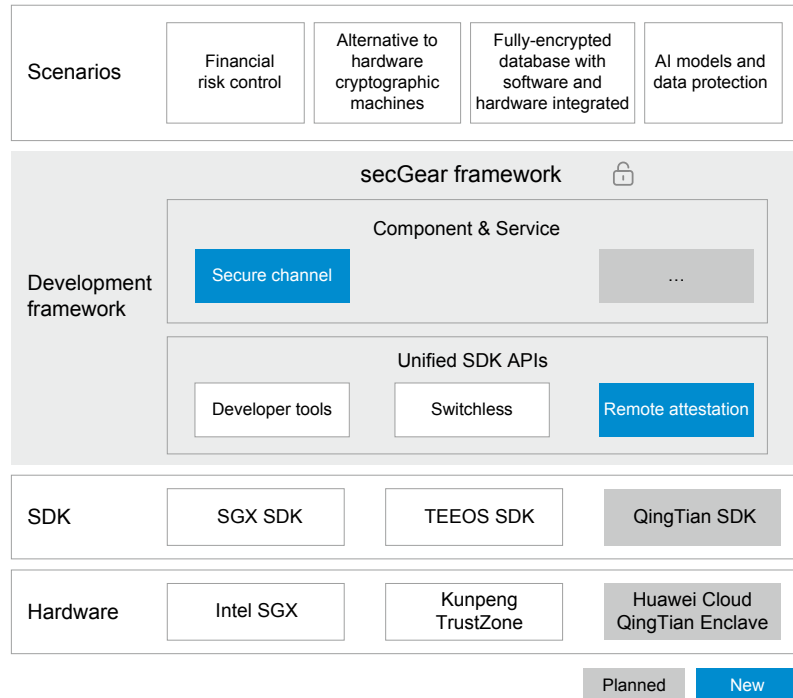 Scenarios
Financial
risk control
Alternative to
hardware
cryptographic
machines
Fully-encrypted
database with
software and
hardware integrated
AI models and
data protection
secGear framework
Development
framework
Component & Service
Secure channel
…
Unified SDK APIs
Developer tools
Switchless
Remote attestation
SDK
SGX SDK
TEEOS SDK
QingTian SDK
Hardware
Intel SGX
Kunpeng
TrustZone
Huawei Cloud
QingTian Enclave
Planned
New